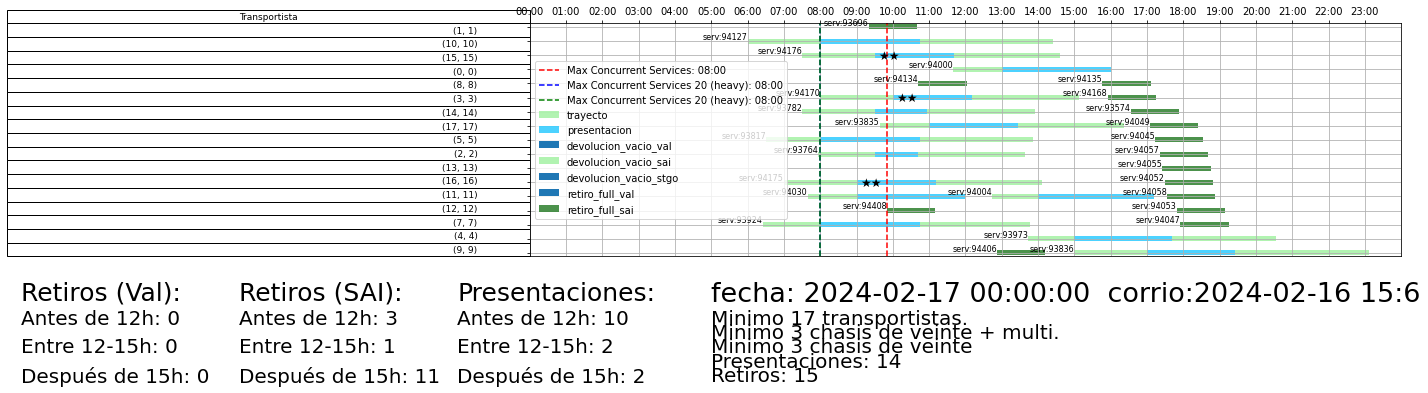 00:00 01:00 02:00 03:00 04:00 05:00 06:00 07:00 08:00 09:00 10:00 11:00 12:00 13:00 14:00 15:00 16:00 17:00 18:00 19:00 20:00 21:00 22:00 23:00
Transportista
(1, 1) serv:93696
(10, 10) serv:94127
(15, 15) serv:94176
(0, 0) serv:94000
(8, 8) serv:94134 serv:94135
(3, 3) serv:94170 serv:94168
(14, 14) serv:93574
(17, 17) serv:93835 serv:94049
(5, 5) serv:93817 serv:94045
(2, 2) serv:93764 serv:94057
(13, 13) serv:94055
(16, 16) serv:94175 serv:94052
(11, 11) serv:94030 serv:94004 serv:94058
(12, 12) serv:94408 serv:94053
(7, 7) serv:93924 serv:94047
(4, 4) serv:93973
(9, 9) serv:94406 serv:93836
Max Concurrent Services: 08:00
Max Concurrent Services 20 (heavy): 08:00
Max Concurrent Services 20 (heavy): 08:00
trayecto
presentacion
devolucion_vacio_val
devolucion_vacio_sai
devolucion_vacio_stgo
retiro_full_val
retiro_full_sai
Retiros (Val):
Antes de 12h: 0
Entre 12-15h: 0
Después de 15h: 0
Retiros (SAI):
Antes de 12h: 3
Entre 12-15h: 1
Después de 15h: 11
Presentaciones:
Antes de 12h: 10
Entre 12-15h: 2
Después de 15h: 2
fecha: 2024-02-17 00:00:00 corrio:2024-02-16 15:6
Minimo 17 transportistas.
Minimo 3 chasis de veinte + multi.
Minimo 3 chasis de veinte
Presentaciones: 14
Retiros: 15